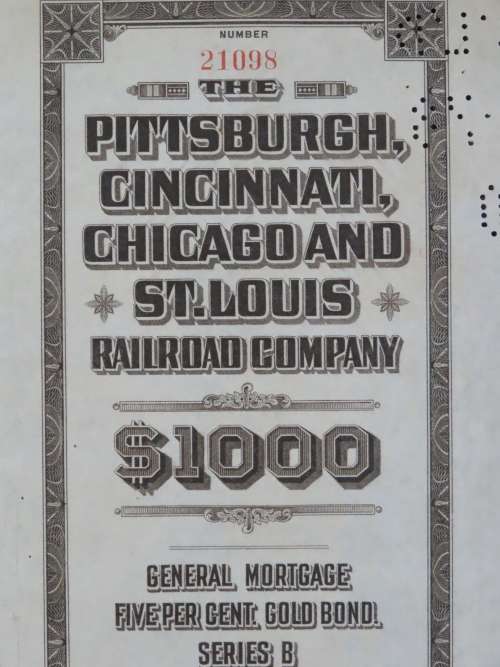 NUMBER
21098
THE
PITTSBURGH,
CINCINNATI,
CHICAGO AND
ST. LOUIS
RAILROAD COMPANY
$1000
GENERAL MORTGAGE
FIVE PER CENT. GOLD BOND.
SERIES B